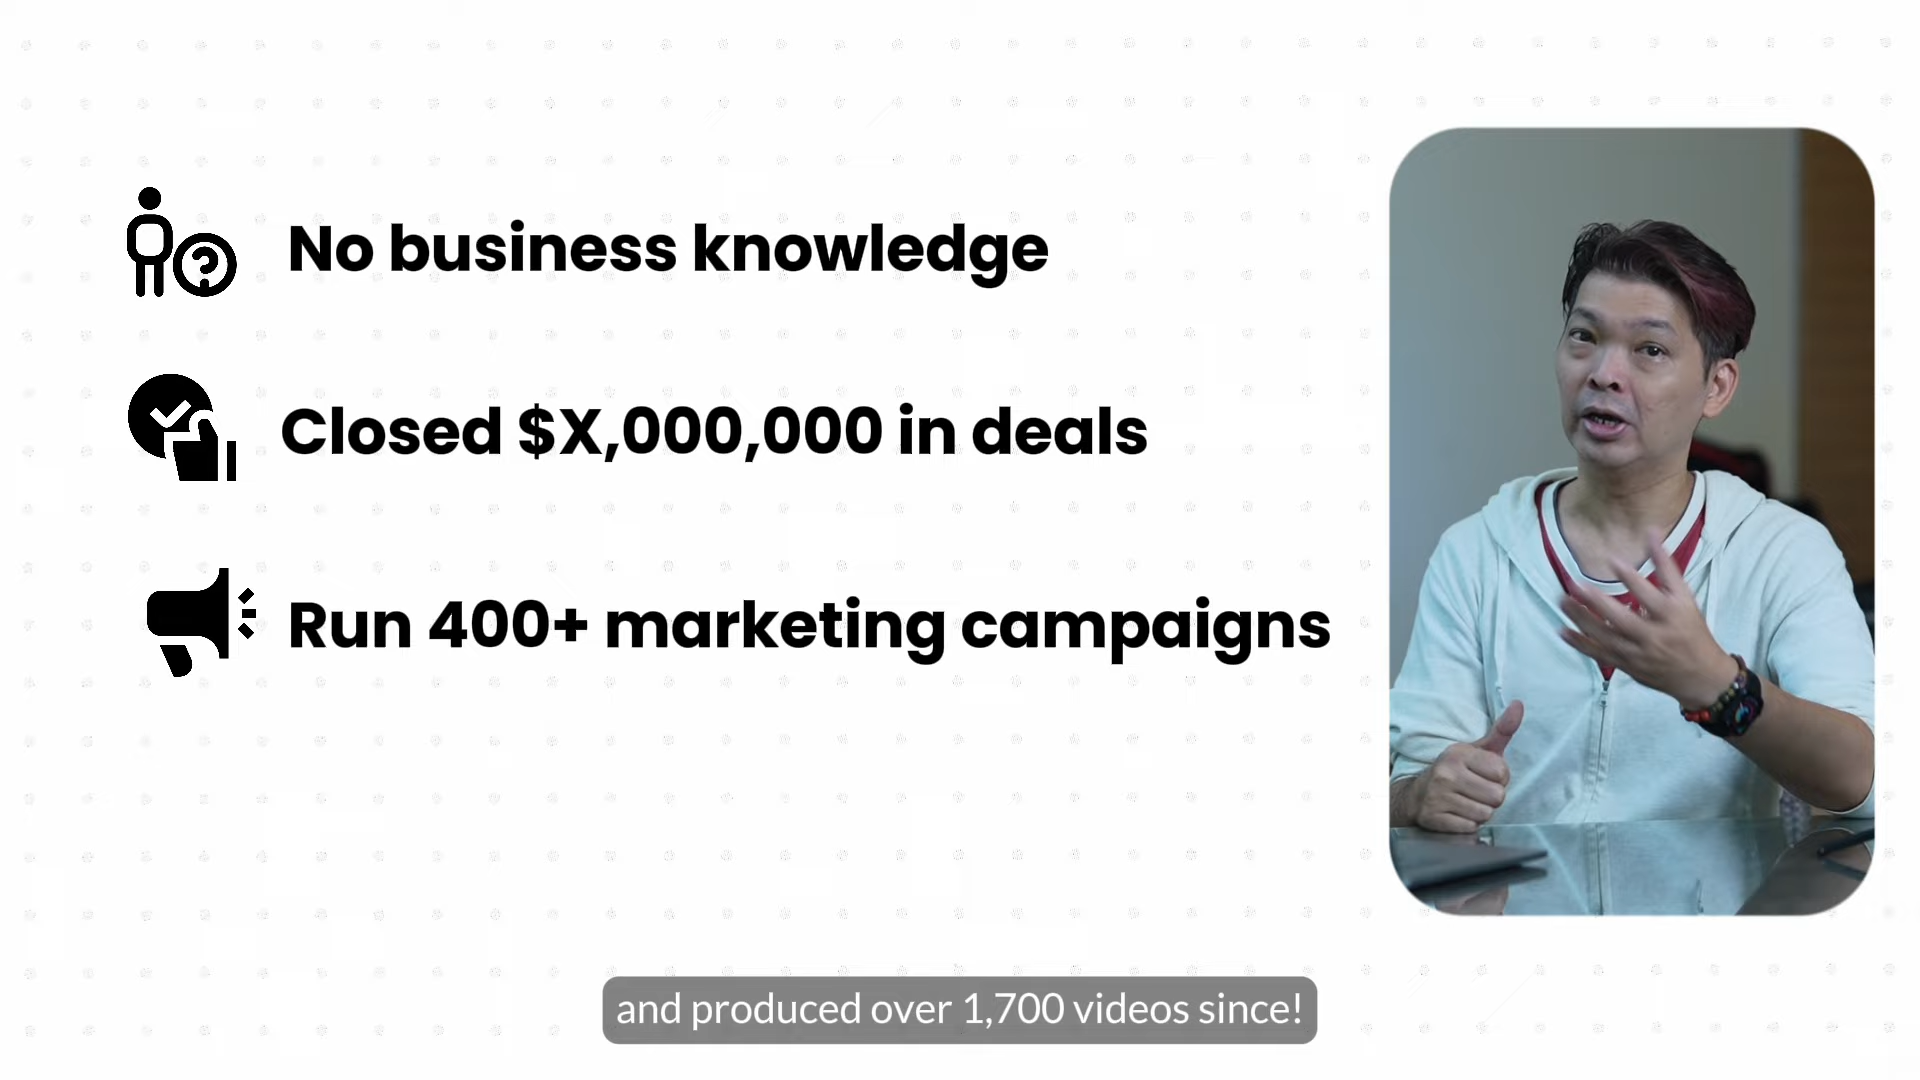 No business knowledge
Closed $X,000,000 in deals
Run 400+ marketing campaigns
and produced over 1,700 videos since!